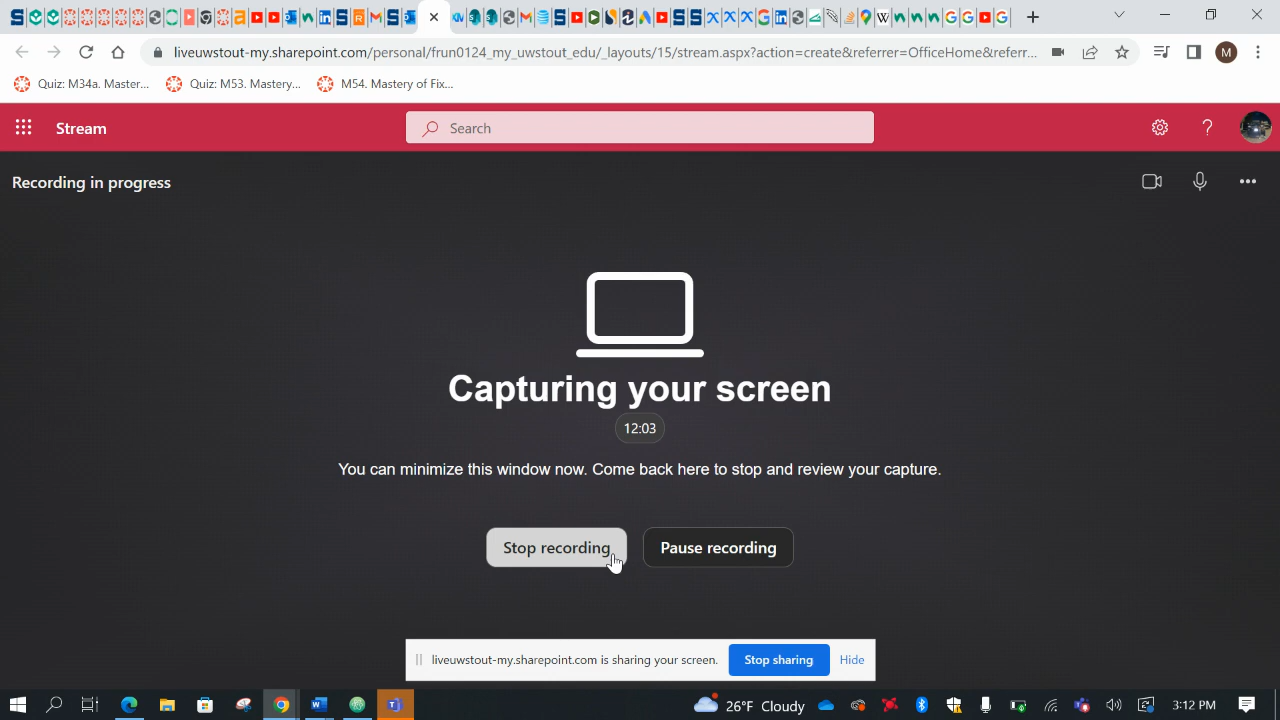 liveuwstout-my.sharepoint.com/personal/frun0124_my_uwstout_edu/_layouts/15/stream.aspx?action=create&referrer=OfficeHome&referr...
Quiz: M34a. Master...
Quiz: M53. Mastery...
M54. Mastery of Fix...
Stream
Search
Recording in progress
Capturing your screen
12:03
You can minimize this window now. Come back here to stop and review your capture.
Stop recording
Pause recording
liveuwstout-my.sharepoint.com is sharing your screen.
Stop sharing
Hide
26°F Cloudy
3:12 PM